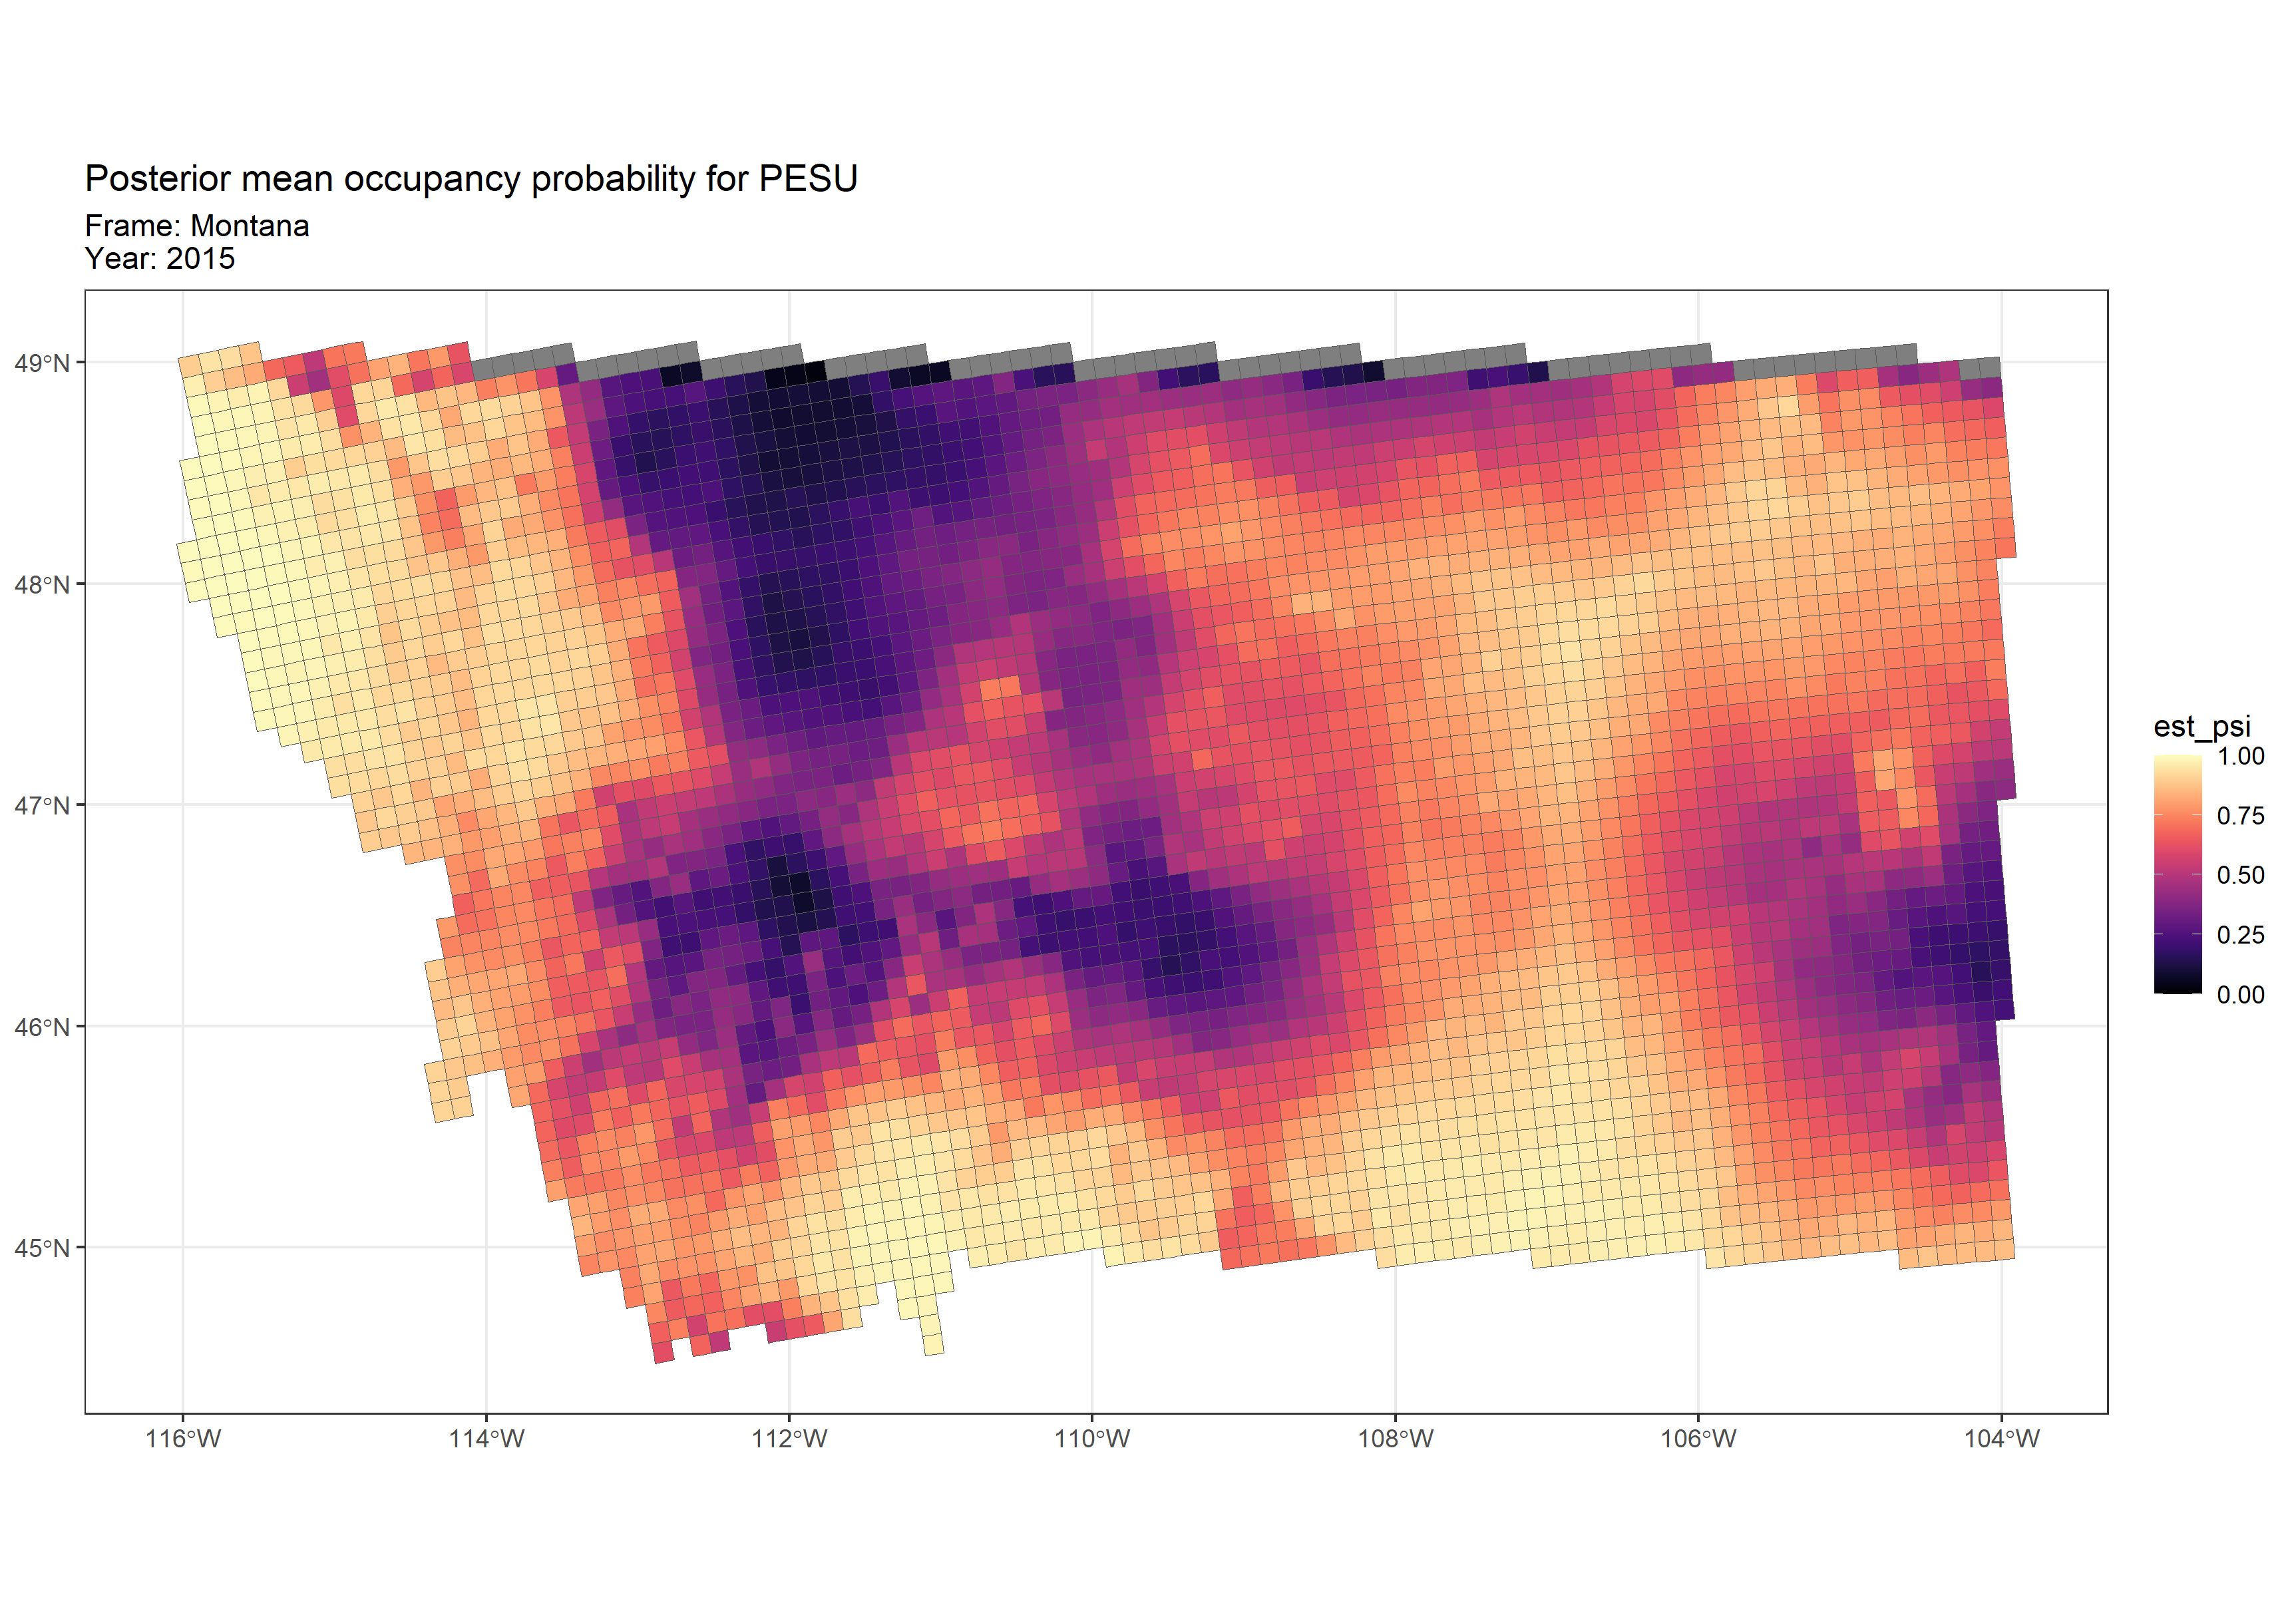 Posterior mean occupancy probability for PESU
Frame: Montana
Year: 2015
49°N
48°N
47°N
46°N
45°N
116°W
114°W
112°W
110°W
108°W
106°W
104°W
est_psi
1.00
0.75
0.50
0.25
0.00